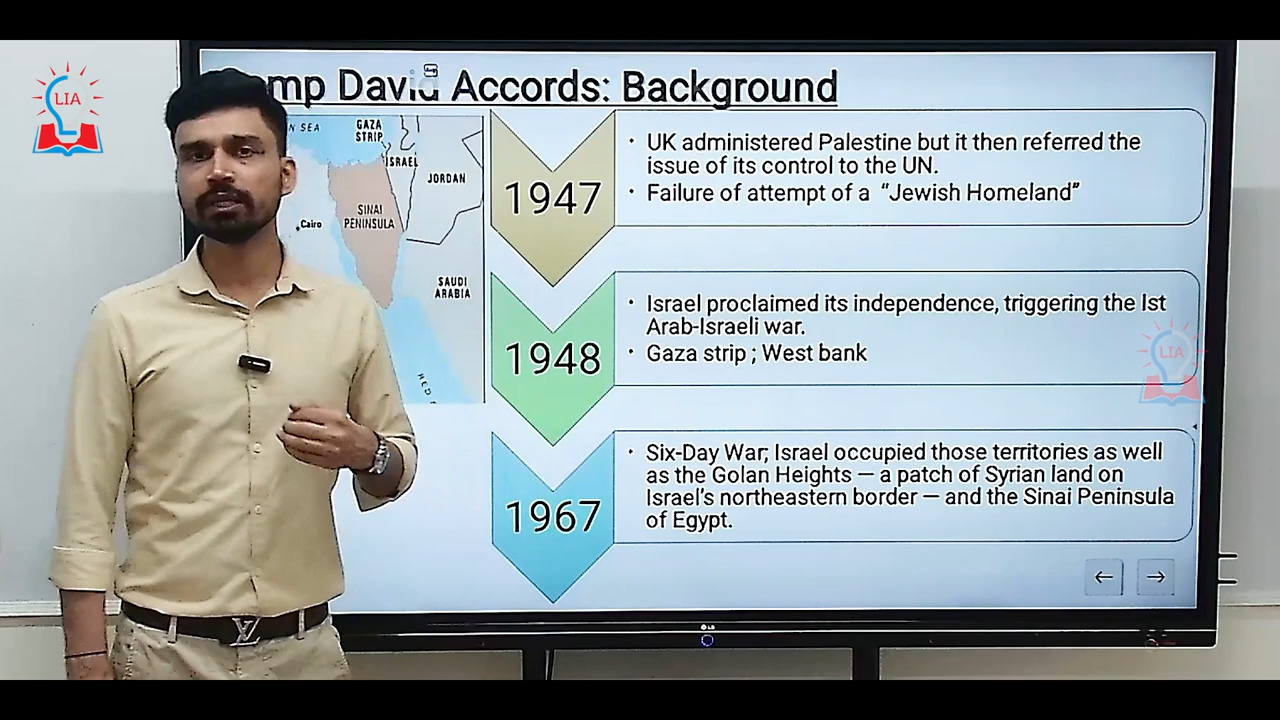 LIA
mp David Accords: Background
N SEA
GAZA
STRIP
ISRAEL
JORDAN
SINAI
PENINSULA
Cairo
SAUDI
ARABIA
RED
1947
• UK administered Palestine but it then referred the
issue of its control to the UN.
• Failure of attempt of a “Jewish Homeland”
1948
• Israel proclaimed its independence, triggering the Ist
Arab-Israeli war.
• Gaza strip ; West bank
LIA
1967
• Six-Day War; Israel occupied those territories as well
as the Golan Heights — a patch of Syrian land on
Israel’s northeastern border — and the Sinai Peninsula
of Egypt.
← →
LG